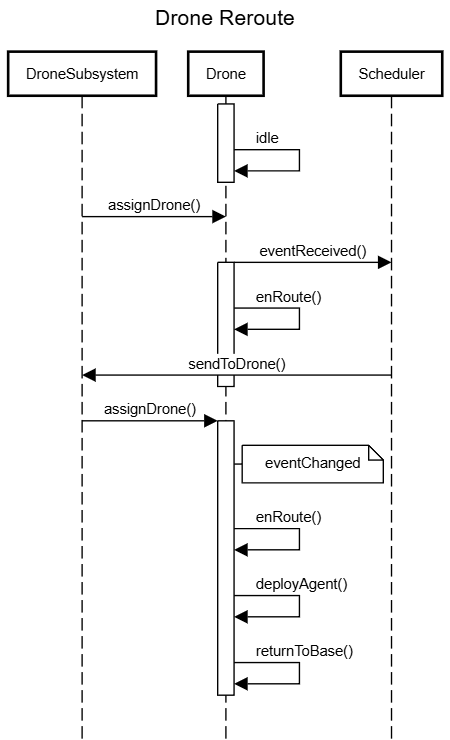 Drone Reroute
DroneSubsystem
Drone
Scheduler
idle
assignDrone()
eventReceived()
enRoute()
sendToDrone()
assignDrone()
eventChanged
enRoute()
deployAgent()
returnToBase()